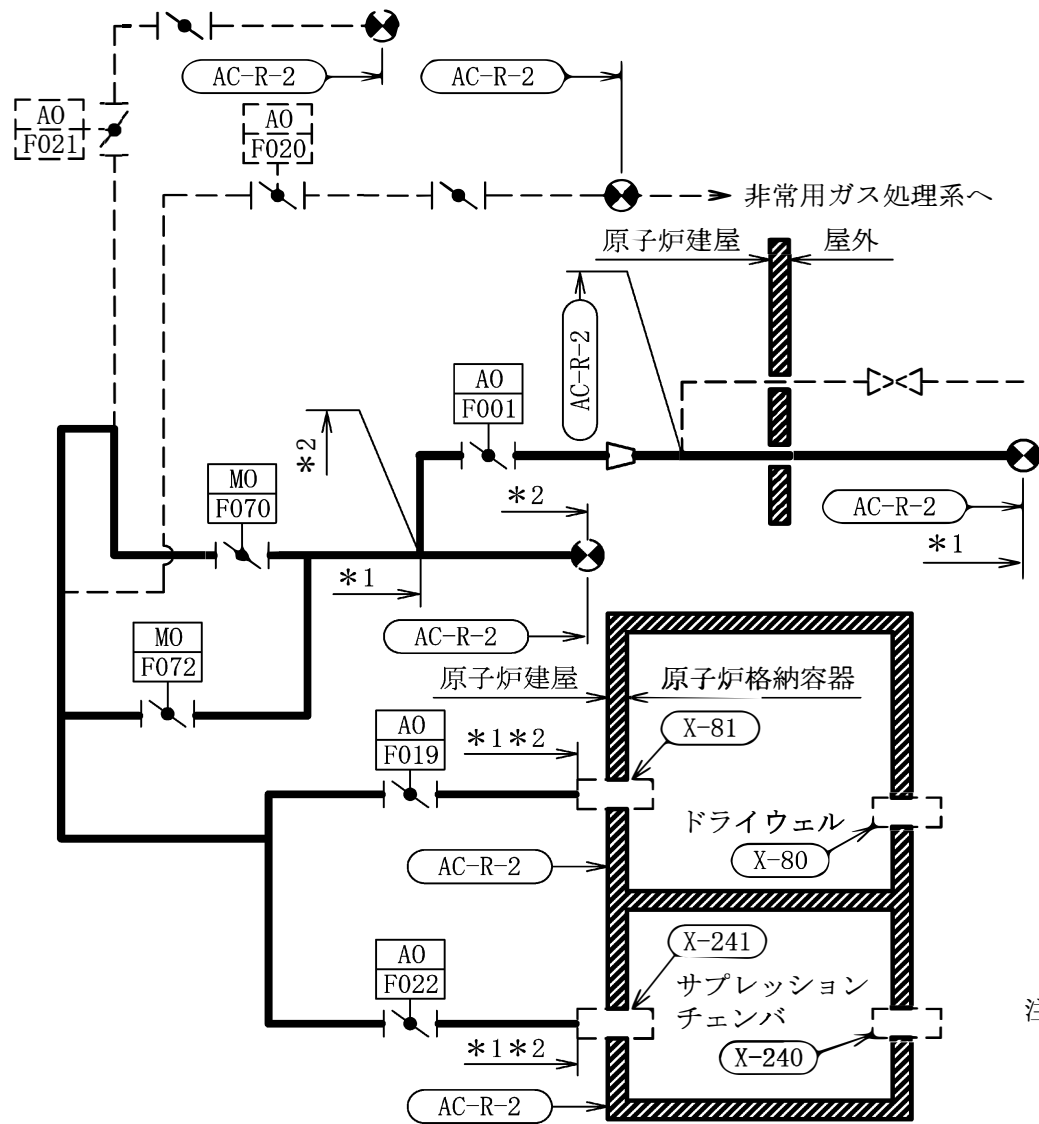 AC-R-2
AC-R-2
AO
F021
AO
F020
非常用ガス処理系へ
原子炉建屋
屋外
AC-R-2
AO
F001
*2
MO
F070
*2
AC-R-2
*1
*1
AC-R-2
MO
F072
原子炉建屋
原子炉格納容器
X-81
*1*2
AO
F019
ドライウェル
X-80
AC-R-2
X-241
AO
F022
サプレッション
チェンバ
注
X-240
*1*2
AC-R-2